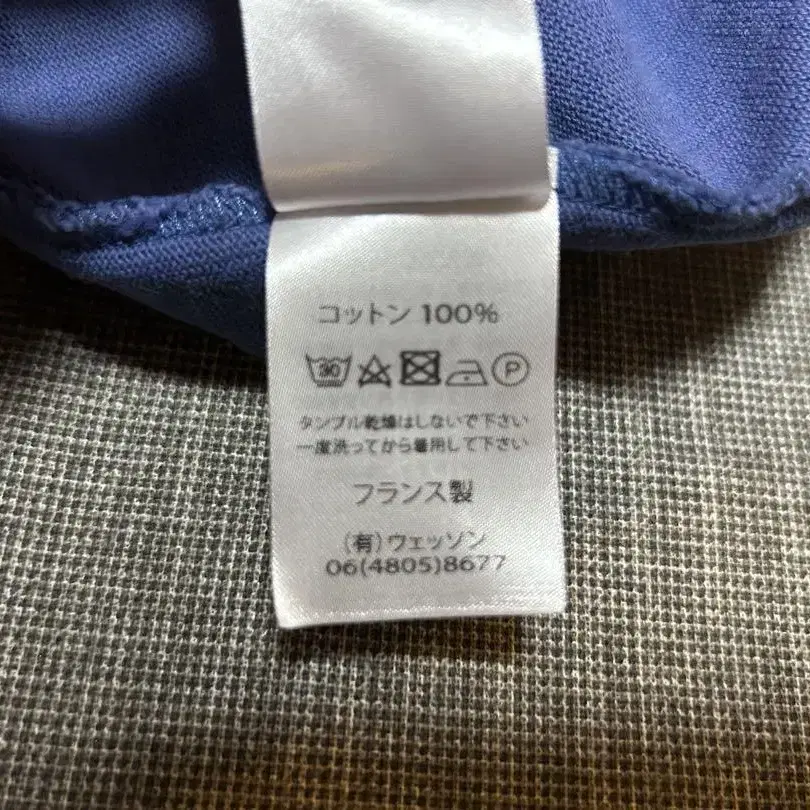 コットン 100%
30 P
タンブル乾燥はしないで下さい
一度洗ってから着用して下さい
フランス製
(有)ウェッソン
06(4805)8677